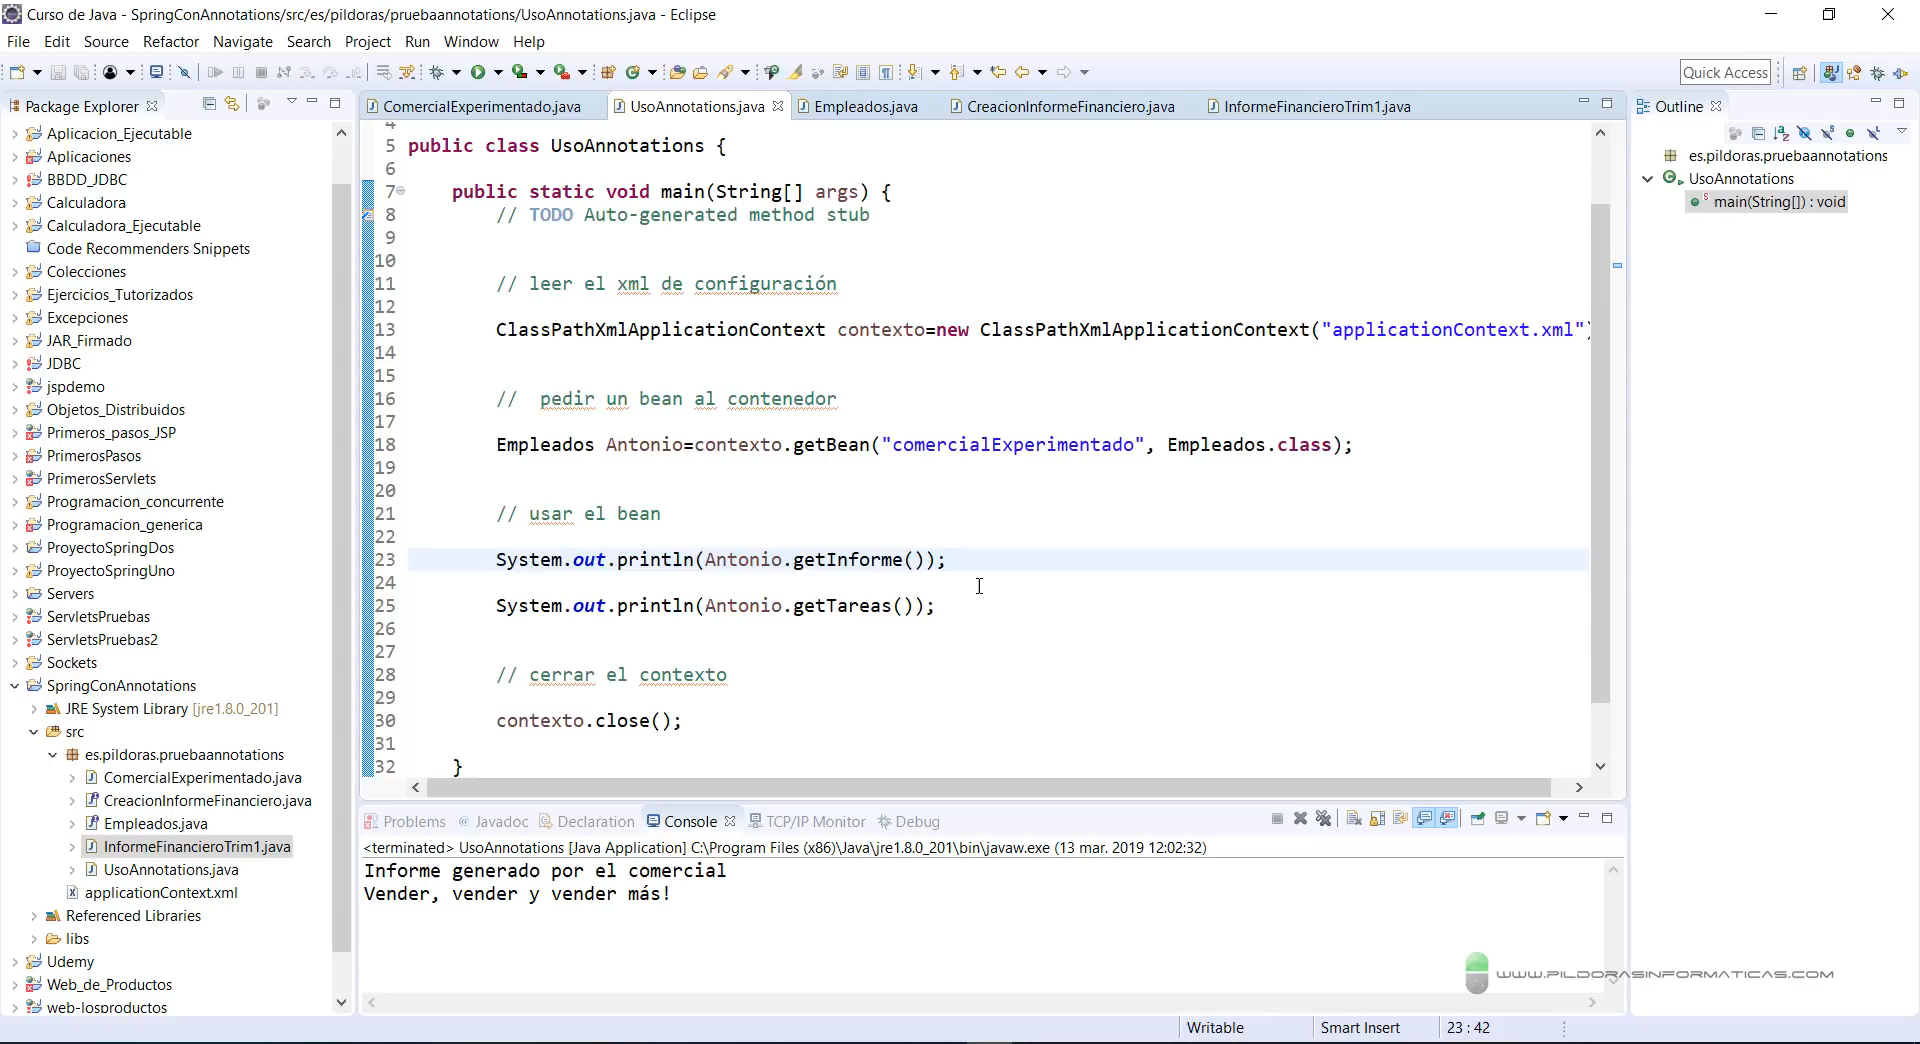 Curso de Java - SpringConAnnotations/src/es/pildoras/pruebaannotations/UsoAnnotations.java - Eclipse
File Edit Source Refactor Navigate Search Project Run Window Help
Quick Access
Package Explorer
Aplicacion_Ejecutable
Aplicaciones
BBDD_JDBC
Calculadora
Calculadora_Ejecutable
Code Recommenders Snippets
Colecciones
Ejercicios_Tutorizados
Excepciones
JAR_Firmado
JDBC
jspdemo
Objetos_Distribuidos
Primeros_pasos_JSP
PrimerosPasos
PrimerosServlets
Programacion_concurrente
Programacion_generica
ProyectoSpringDos
ProyectoSpringUno
Servers
ServletsPruebas
ServletsPruebas2
Sockets
SpringConAnnotations
JRE System Library [jre1.8.0_201]
src
es.pildoras.pruebaannotations
ComercialExperimentado.java
CreacionInformeFinanciero.java
Empleados.java
InformeFinancieroTrim1.java
UsoAnnotations.java
applicationContext.xml
Referenced Libraries
libs
Udemy
Web_de_Productos
web-losproductos
ComercialExperimentado.java UsoAnnotations.java Empleados.java CreacionInformeFinanciero.java InformeFinancieroTrim1.java
4
5 public class UsoAnnotations {
6
7 public static void main(String[] args) {
8 // TODO Auto-generated method stub
9
10
11 // leer el xml de configuración
12
13 ClassPathXmlApplicationContext contexto=new ClassPathXmlApplicationContext("applicationContext.xml")
14
15
16 // pedir un bean al contenedor
17
18 Empleados Antonio=contexto.getBean("comercialExperimentado", Empleados.class);
19
20
21 // usar el bean
22
23 System.out.println(Antonio.getInforme());
24
25 System.out.println(Antonio.getTareas());
26
27
28 // cerrar el contexto
29
30 contexto.close();
31
32 }
Problems @ Javadoc Declaration Console TCP/IP Monitor Debug
<terminated> UsoAnnotations [Java Application] C:\Program Files (x86)\Java\jre1.8.0_201\bin\javaw.exe (13 mar. 2019 12:02:32)
Informe generado por el comercial
Vender, vender y vender más!
Outline
es.pildoras.pruebaannotations
UsoAnnotations
main(String[]) : void
WWW.PILDORASINFORMATICAS.COM
Writable Smart Insert 23 : 42